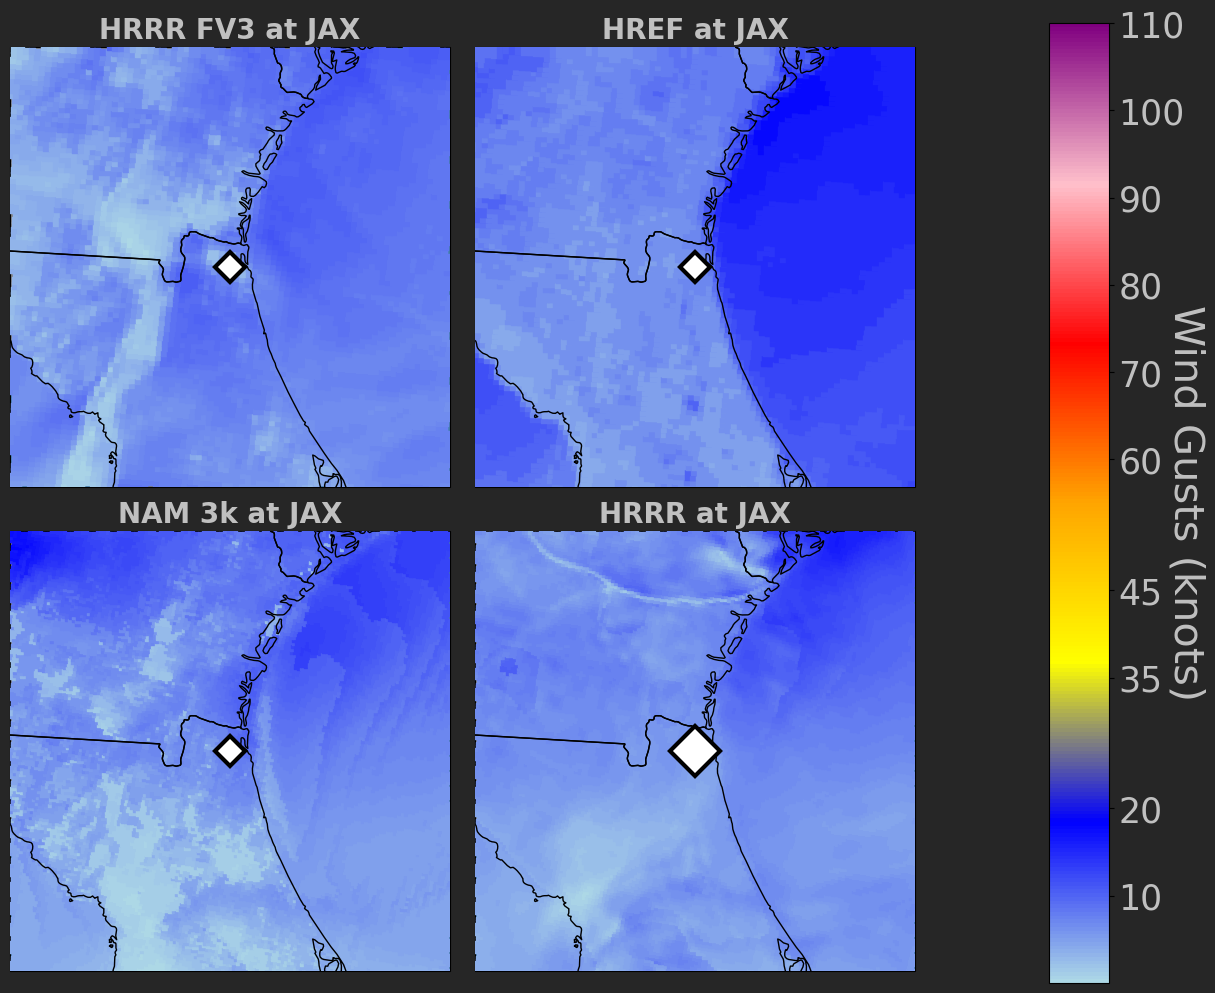 HRRR FV3 at JAX
HREF at JAX
NAM 3k at JAX
HRRR at JAX
110
100
90
80
70
60
45
35
20
10
Wind Gusts (knots)